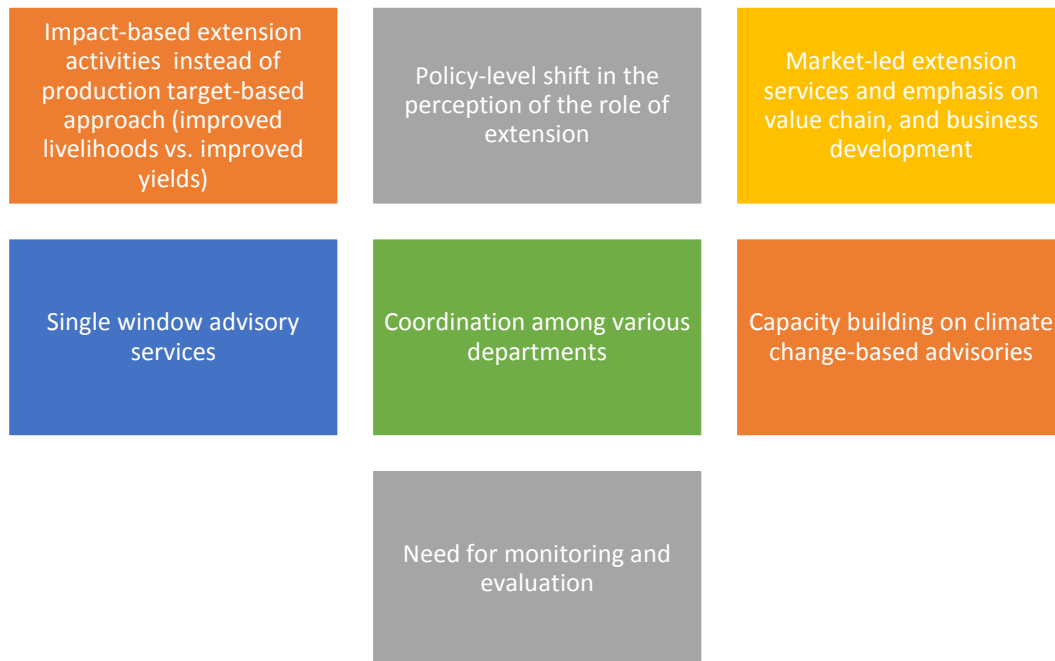 Impact-based extension
activities  instead of
production target-based
approach (improved
livelihoods vs. improved
yields)
Policy-level shift in the
perception of the role of
extension
Market-led extension
services and emphasis on
value chain, and business
development
Single window advisory
services
Coordination among various
departments
Capacity building on climate
change-based advisories
Need for monitoring and
evaluation